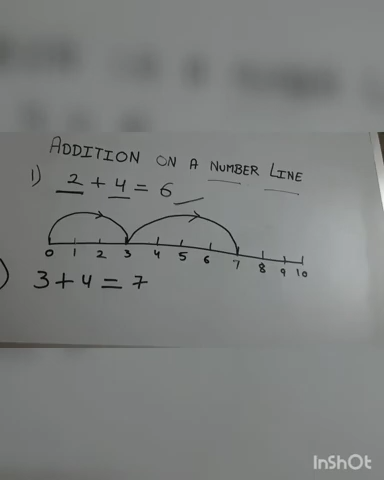 ADDITION ON A NUMBER LINE
1) 2 + 4 = 6
0 1 2 3 4 5 6 7 8 9 10
3 + 4 = 7
InShOt